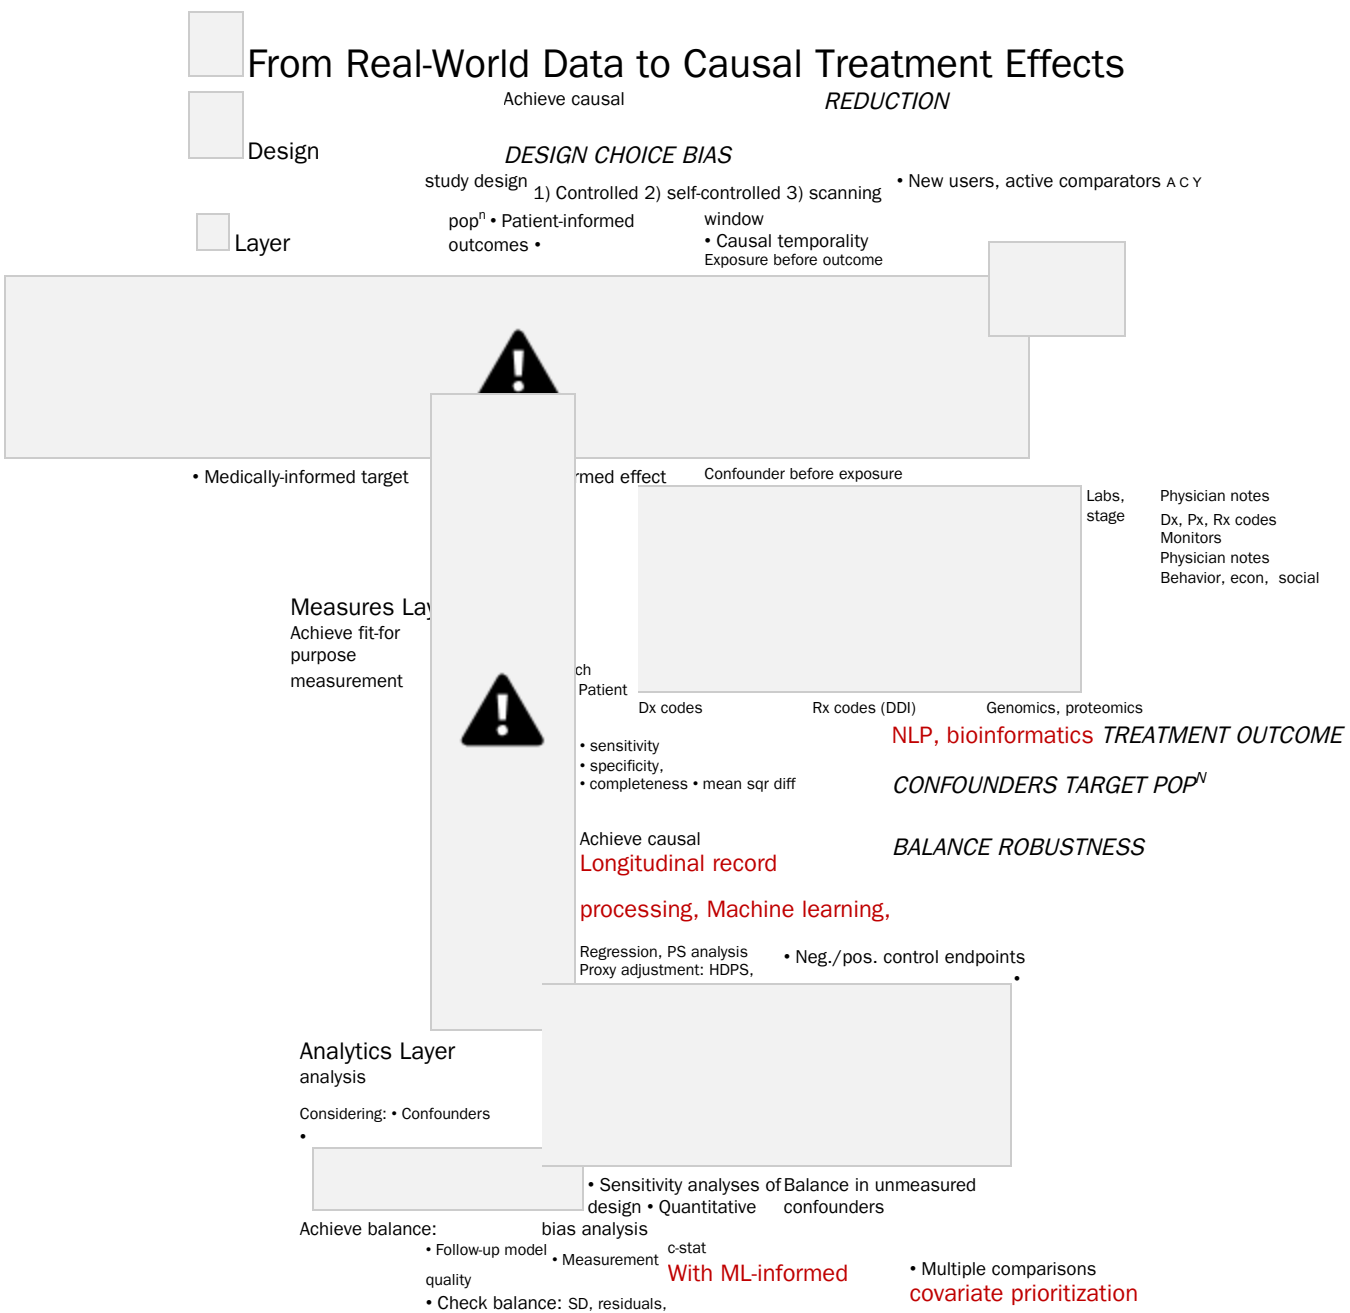 From Real-World Data to Causal Treatment Effects
Achieve causal
REDUCTION
Design
DESIGN CHOICE BIAS
study design
1) Controlled 2) self-controlled 3) scanning
• New users, active comparators A C Y
popⁿ • Patient-informed
window
Layer
outcomes •
• Causal temporality
Exposure before outcome
• Medically-informed target
rmed effect
Confounder before exposure
Labs,
Physician notes
stage
Dx, Px, Rx codes
Monitors
Physician notes
Behavior, econ, social
Measures Lay
Achieve fit-for
purpose
measurement
ch
Patient
Dx codes
Rx codes (DDI)
Genomics, proteomics
NLP, bioinformatics TREATMENT OUTCOME
• sensitivity
• specificity,
• completeness • mean sqr diff
CONFOUNDERS TARGET POPᴺ
Achieve causal
BALANCE ROBUSTNESS
Longitudinal record
processing, Machine learning,
Regression, PS analysis
• Neg./pos. control endpoints
Proxy adjustment: HDPS,
•
Analytics Layer
analysis
Considering: • Confounders
•
• Sensitivity analyses of
Balance in unmeasured
design • Quantitative
confounders
Achieve balance:
bias analysis
• Follow-up model
• Measurement
c-stat
With ML-informed
• Multiple comparisons
quality
covariate prioritization
• Check balance: SD, residuals,